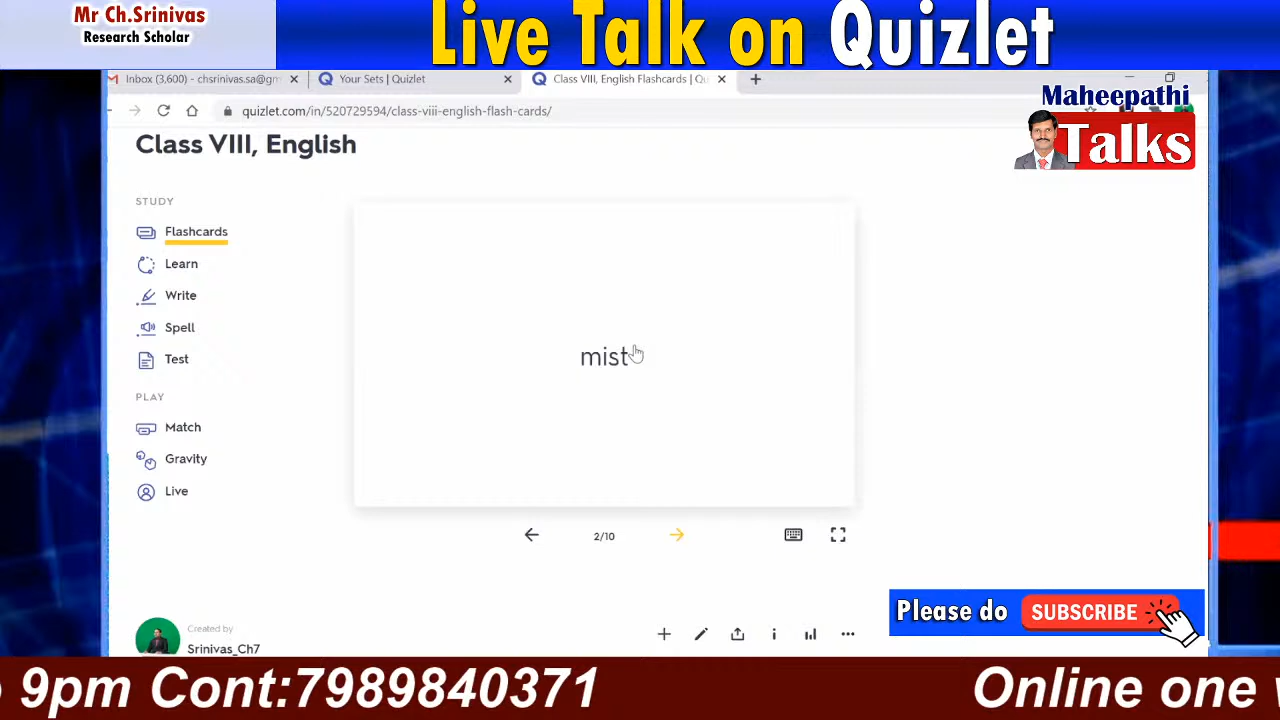 Mr Ch.Srinivas
Research Scholar
Live Talk on Quizlet
Inbox (3,600) - chsrinivas.sa@gm
Your Sets | Quizlet
Class VIII, English Flashcards | Qu
quizlet.com/in/520729594/class-viii-english-flash-cards/
Maheepathi
Talks
Class VIII, English
STUDY
Flashcards
Learn
Write
Spell
Test
PLAY
Match
Gravity
Live
mist
2/10
Created by
Srinivas_Ch7
Please do SUBSCRIBE
9pm Cont:7989840371 Online one